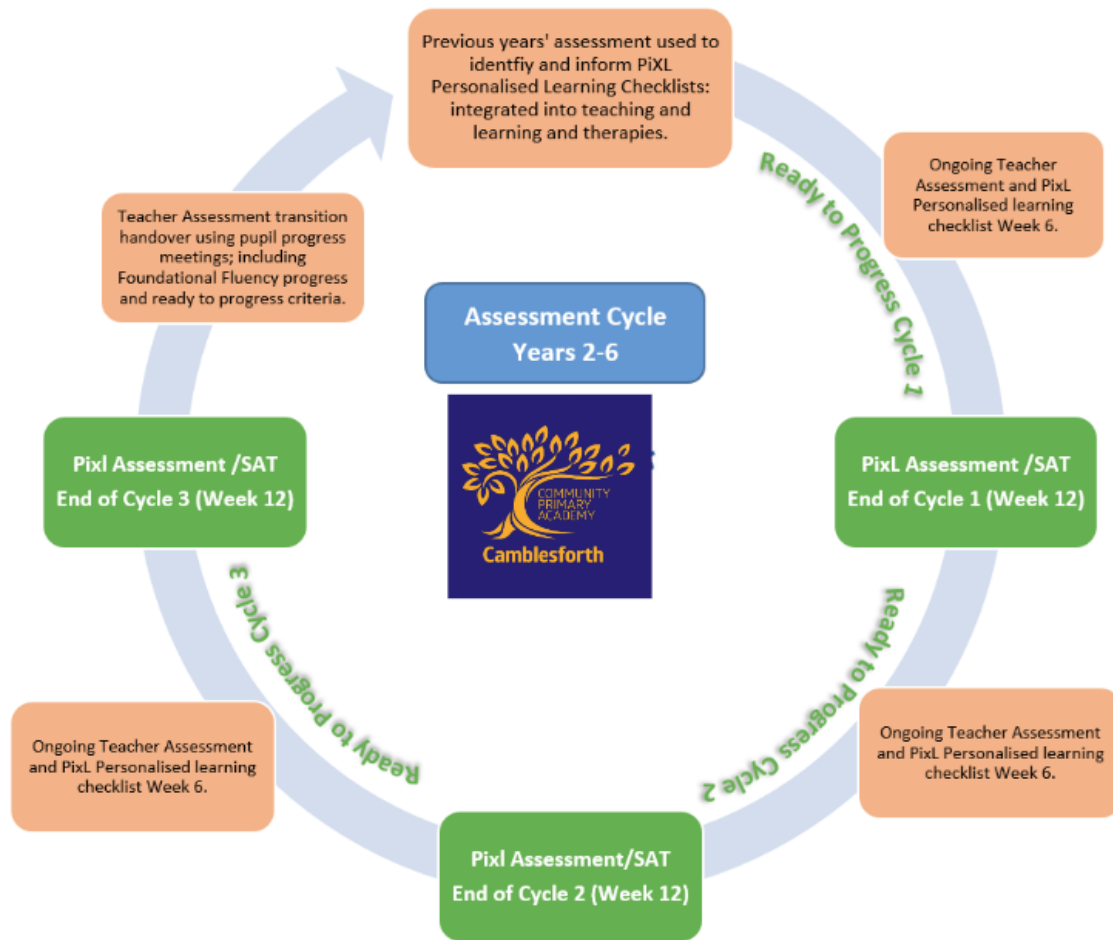 Previous years' assessment used to
identfiy and inform PiXL
Personalised Learning Checklists:
integrated into teaching and
learning and therapies.
Ready to Progress Cycle 1
Ongoing Teacher
Assessment and PixL
Personalised learning
checklist Week 6.
PixL Assessment /SAT
End of Cycle 1 (Week 12)
Ready to Progress Cycle 2
Ongoing Teacher Assessment
and PixL Personalised learning
checklist Week 6.
Pixl Assessment/SAT
End of Cycle 2 (Week 12)
Ready to Progress Cycle 3
Ongoing Teacher Assessment
and PixL Personalised learning
checklist Week 6.
Pixl Assessment /SAT
End of Cycle 3 (Week 12)
Teacher Assessment transition
handover using pupil progress
meetings; including
Foundational Fluency progress
and ready to progress criteria.
Assessment Cycle
Years 2-6
COMMUNITY
PRIMARY
ACADEMY
Camblesforth